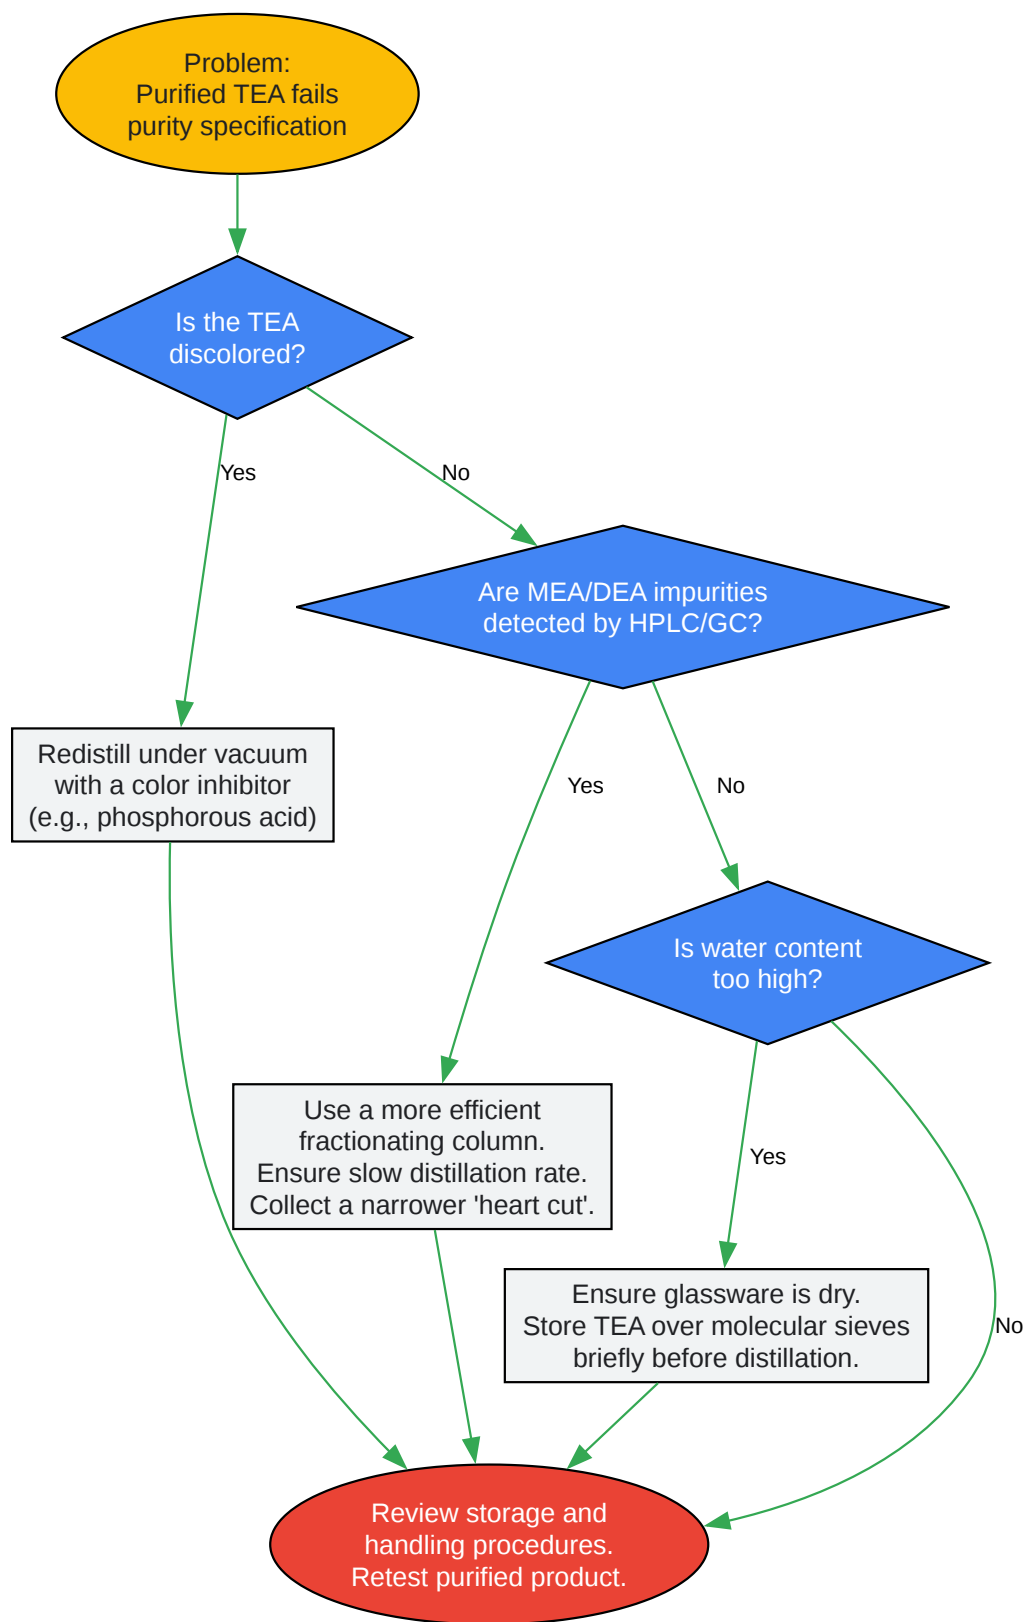 Problem:
Purified TEA fails
purity specification
Is the TEA
discolored?
Yes
No
Are MEA/DEA impurities
detected by HPLC/GC?
Redistill under vacuum
with a color inhibitor
(e.g., phosphorous acid)
Yes
No
Is water content
too high?
Use a more efficient
fractionating column.
Ensure slow distillation rate.
Collect a narrower 'heart cut'.
Yes
Ensure glassware is dry.
Store TEA over molecular sieves
briefly before distillation.
No
Review storage and
handling procedures.
Retest purified product.